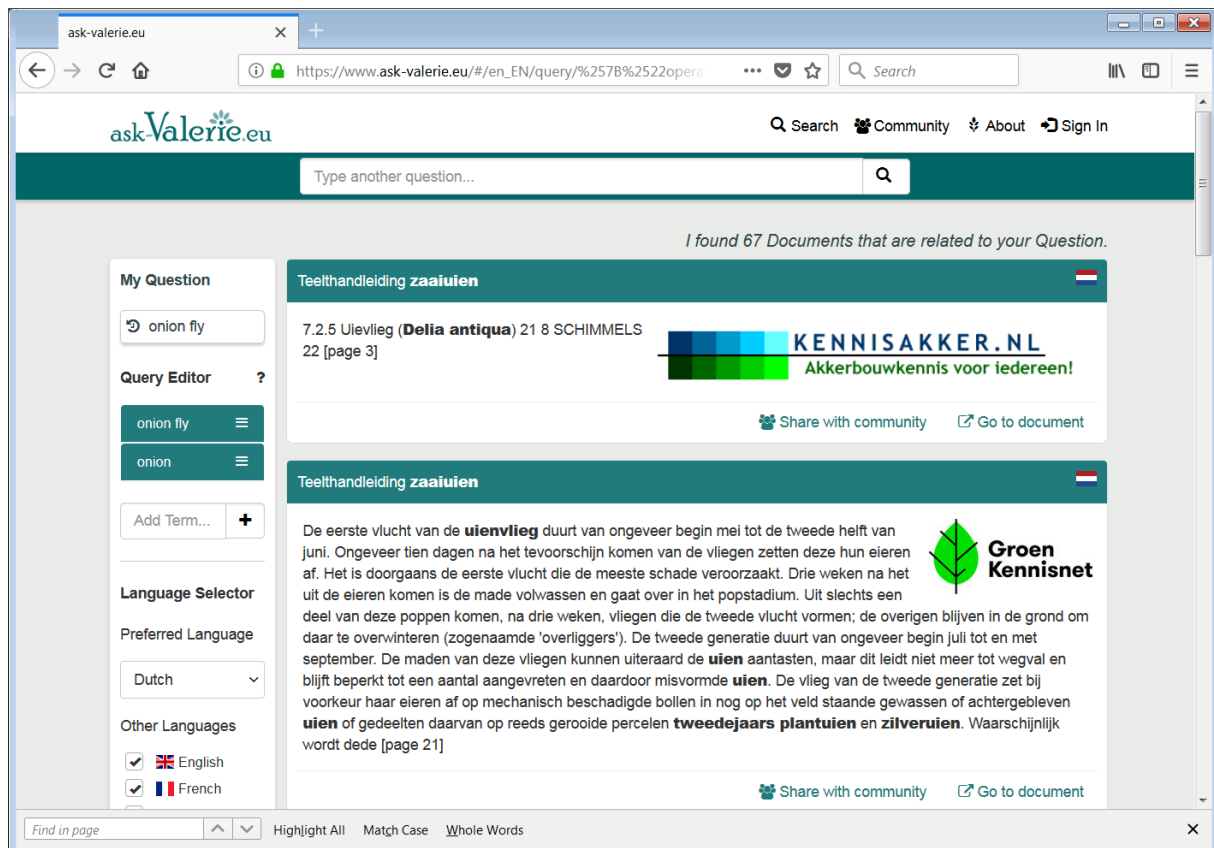 ask-valerie.eu
https://www.ask-valerie.eu/#/en_EN/query/%257B%2522opera
Search
ask-Valerie.eu
Search Community About Sign In
Type another question...
I found 67 Documents that are related to your Question.
My Question
onion fly
Query Editor ?
onion fly
onion
Add Term...
Language Selector
Preferred Language
Dutch
Other Languages
English
French
Teelthandleiding zaaiuien
7.2.5 Uievlieg (Delia antiqua) 21 8 SCHIMMELS
22 [page 3]
KENNISAKKER.NL
Akkerbouwkennis voor iedereen!
Share with community Go to document
Teelthandleiding zaaiuien
De eerste vlucht van de uienvlieg duurt van ongeveer begin mei tot de tweede helft van
juni. Ongeveer tien dagen na het tevoorschijn komen van de vliegen zetten deze hun eieren
af. Het is doorgaans de eerste vlucht die de meeste schade veroorzaakt. Drie weken na het
uit de eieren komen is de made volwassen en gaat over in het popstadium. Uit slechts een
deel van deze poppen komen, na drie weken, vliegen die de tweede vlucht vormen; de overigen blijven in de grond om
daar te overwinteren (zogenaamde 'overliggers'). De tweede generatie duurt van ongeveer begin juli tot en met
september. De maden van deze vliegen kunnen uiteraard de uien aantasten, maar dit leidt niet meer tot wegval en
blijft beperkt tot een aantal aangevreten en daardoor misvormde uien. De vlieg van de tweede generatie zet bij
voorkeur haar eieren af op mechanisch beschadigde bollen in nog op het veld staande gewassen of achtergebleven
uien of gedeelten daarvan op reeds gerooide percelen tweedejaars plantuien en zilveruien. Waarschijnlijk
wordt dede [page 21]
Groen
Kennisnet
Share with community Go to document
Find in page
Highlight All Match Case Whole Words